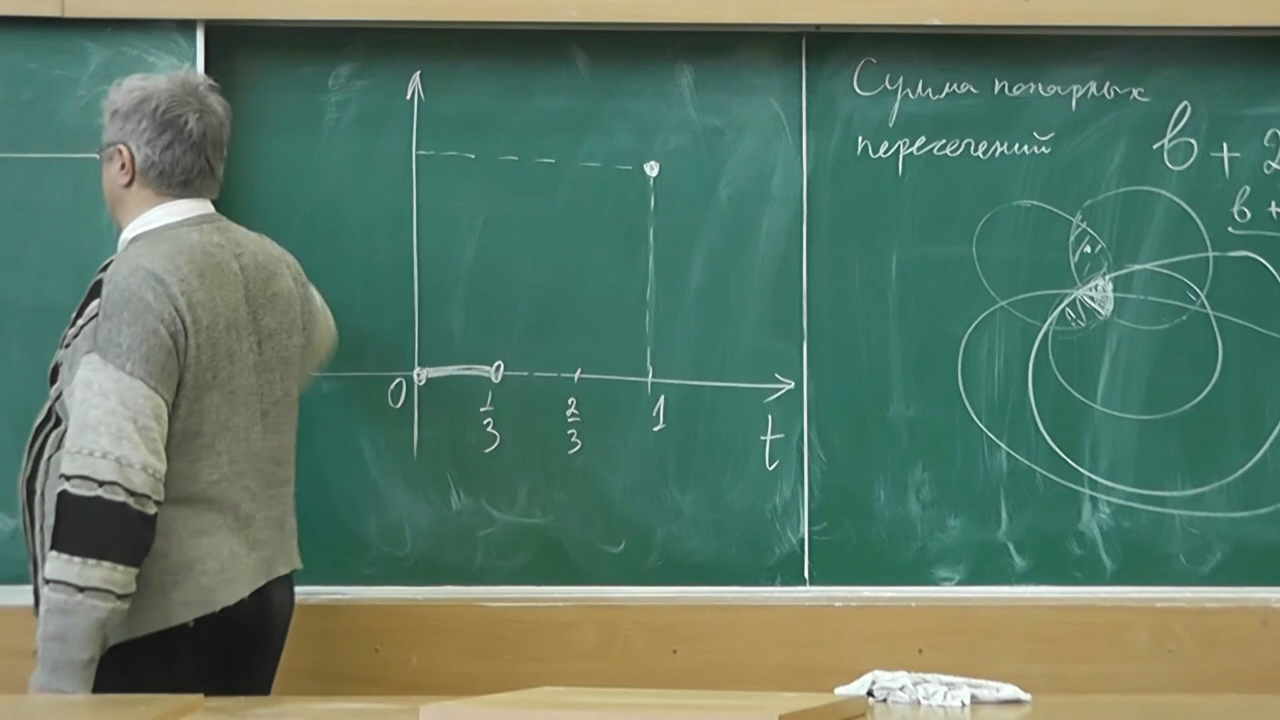 0
1/3
2/3
1
t
Сумма попарных
пересечений
b + 2
b +